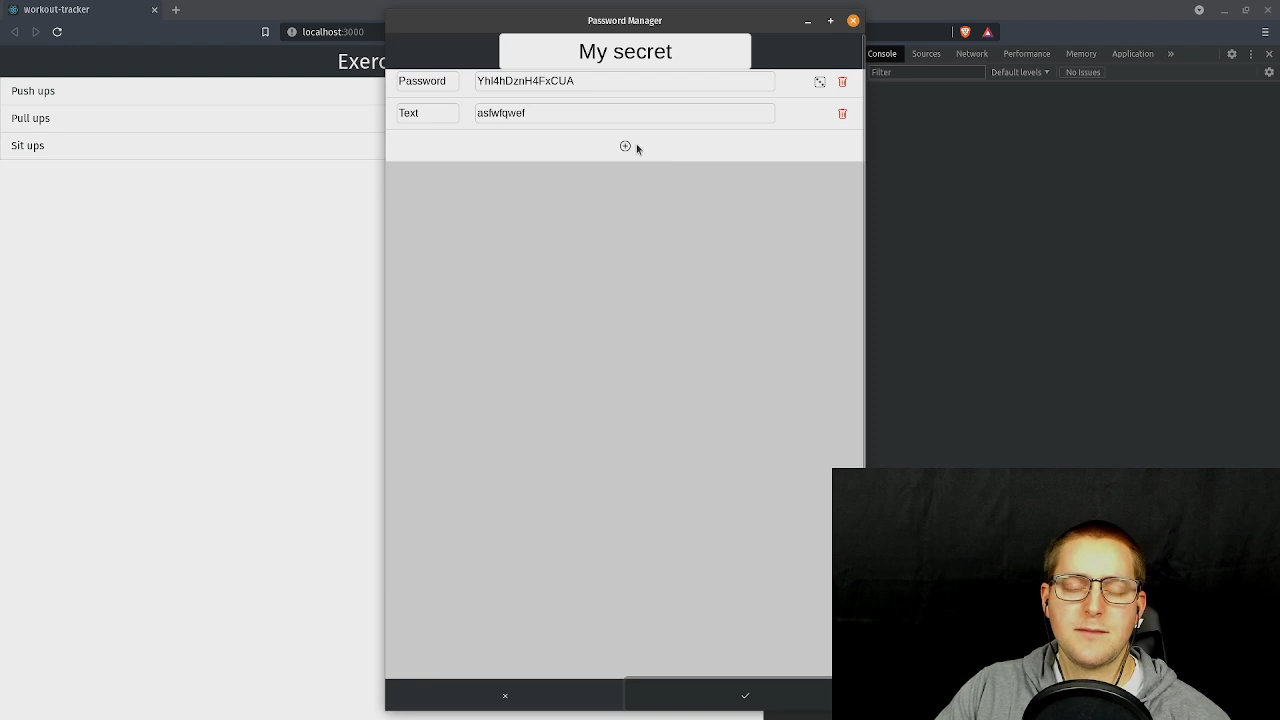 workout-tracker
Password Manager
localhost:3000
My secret
Exerc
Console
Sources
Network
Performance
Memory
Application
Filter
Default levels
No Issues
Push ups
Pull ups
Sit ups
Password
YhI4hDznH4FxCUA
Text
asfwfqwef